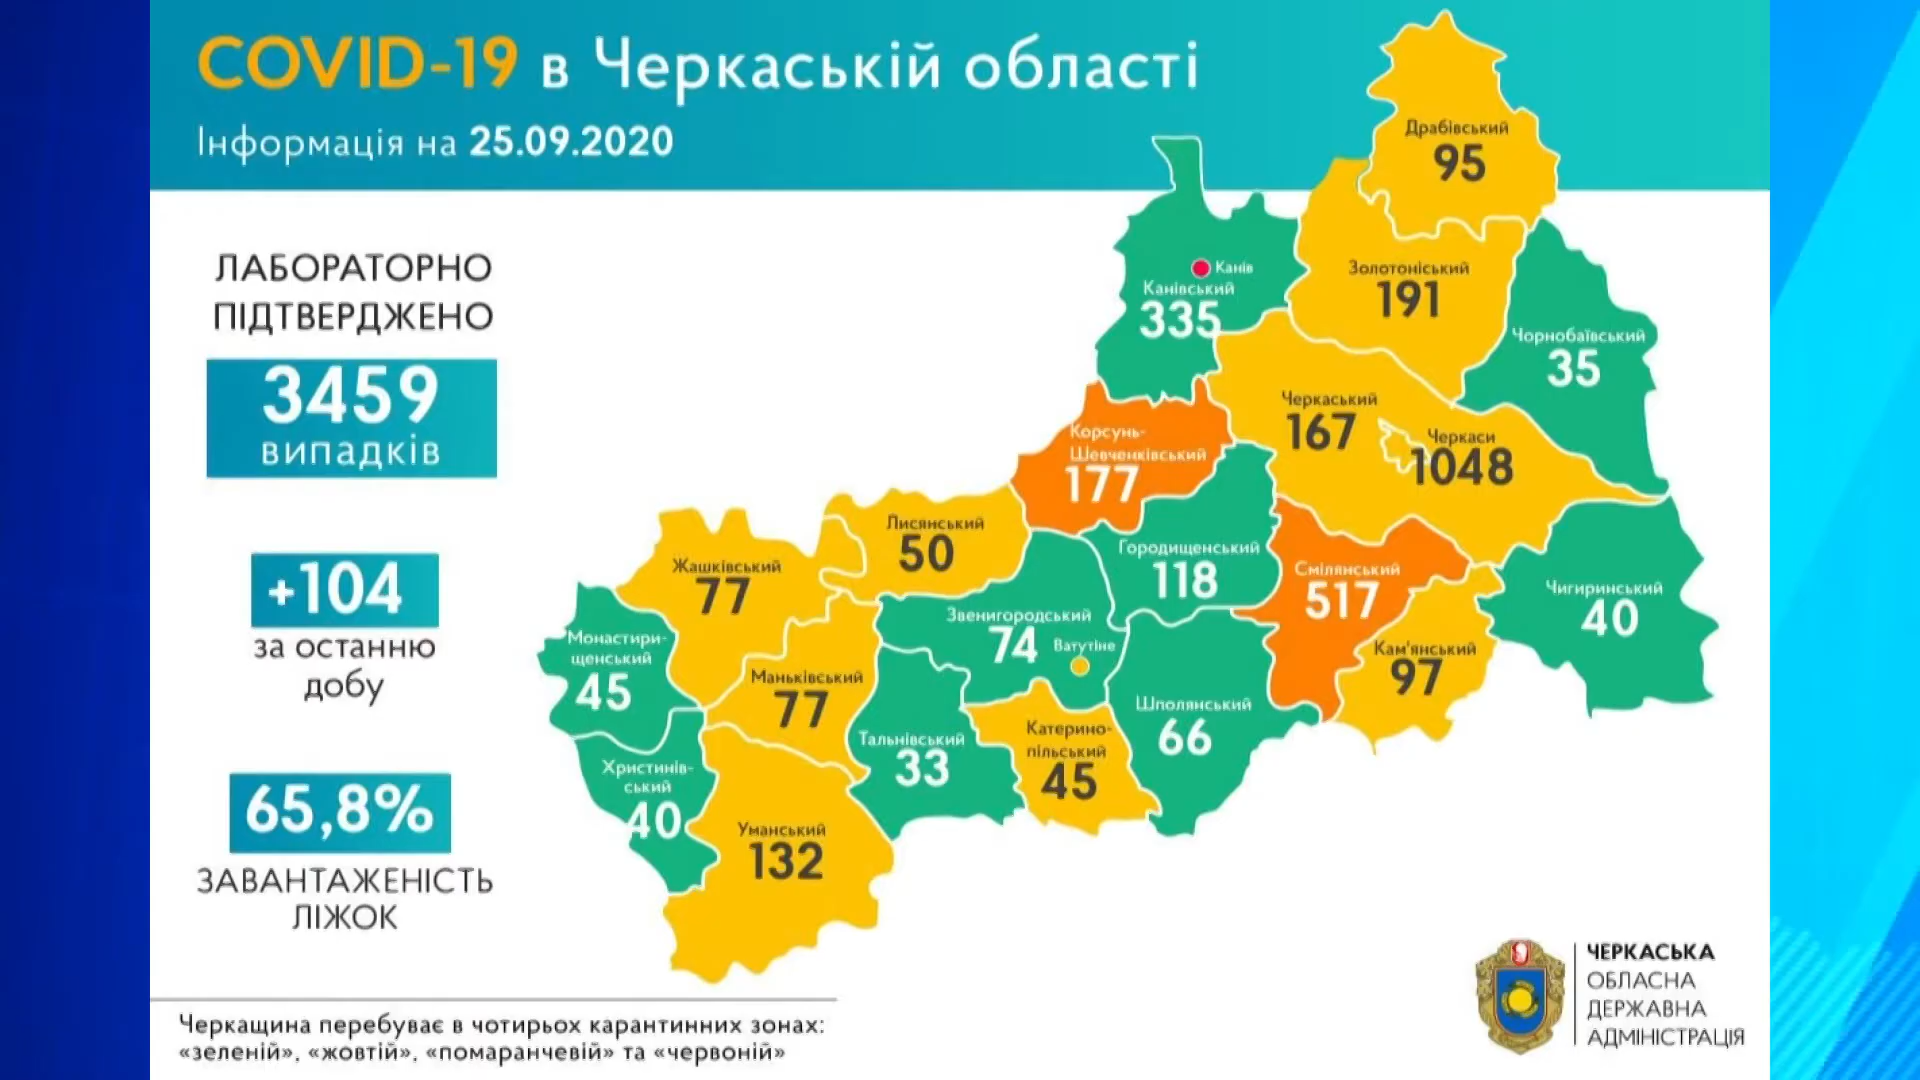 COVID-19 в Черкаській області
Інформація на 25.09.2020
ЛАБОРАТОРНО
ПІДТВЕРДЖЕНО
3459
випадків
+104
за останню
добу
65,8%
ЗАВАНТАЖЕНІСТЬ
ЛІЖОК
Драбівський
95
Канів
Канівський
335
Золотоніський
191
Чорнобаївський
35
Черкаський
167
Черкаси
1048
Корсунь-
Шевченківський
177
Лисянський
50
Городищенський
118
Смілянський
517
Чигиринський
40
Жашківський
77
Звенигородський
74
Ватутіне
Кам'янський
97
Монастири-
щенський
45
Маньківський
77
Шполянський
66
Тальнівський
33
Катерино-
пільський
45
Христинів-
ський
40
Уманський
132
Черкащина перебуває в чотирьох карантинних зонах:
«зеленій», «жовтій», «помаранчевій» та «червоній»
ЧЕРКАСЬКА
ОБЛАСНА
ДЕРЖАВНА
АДМІНІСТРАЦІЯ